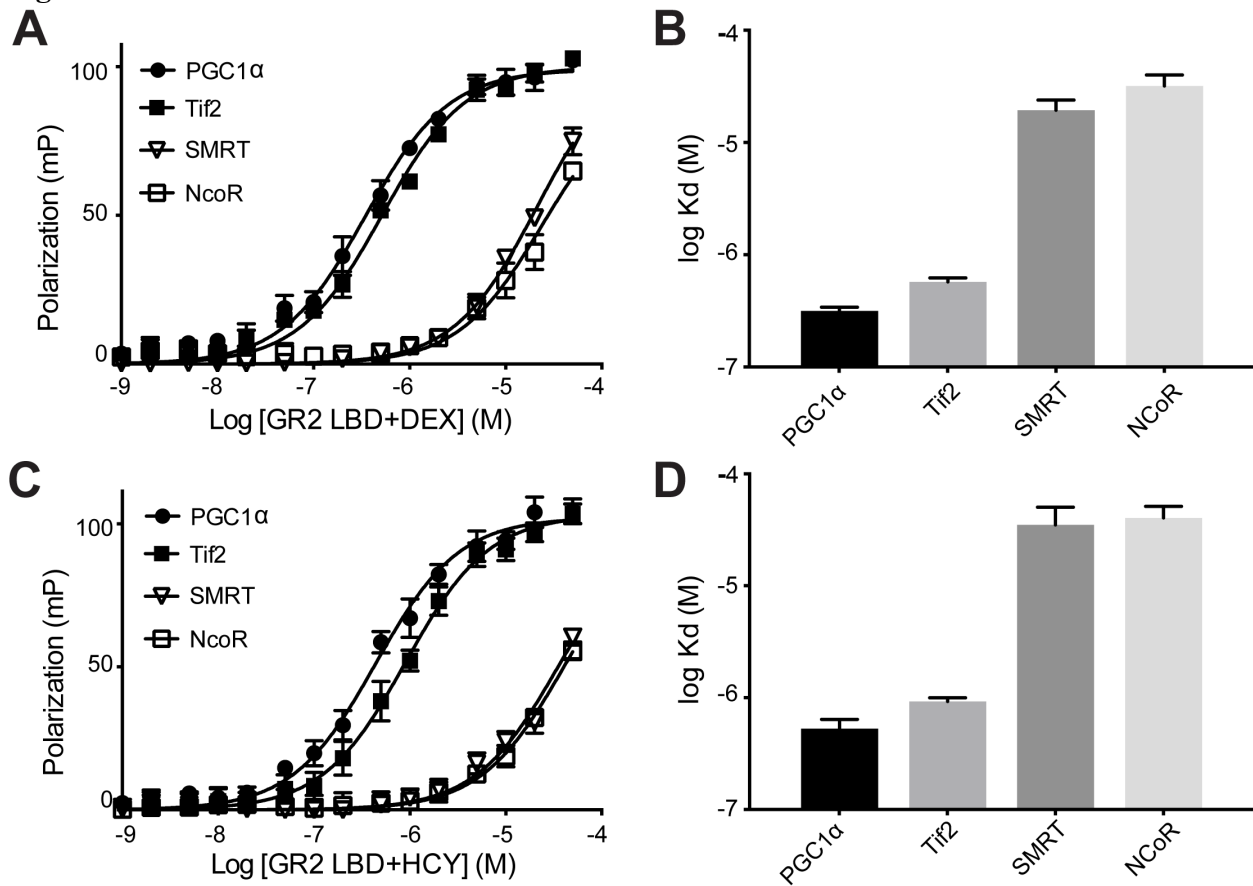 A
PGC1α
Tif2
SMRT
NcoR
100
50
0
Polarization (mP)
-9 -8 -7 -6 -5 -4
Log [GR2 LBD+DEX] (M)
B
-4
-5
-6
-7
log Kd (M)
PGC1α
Tif2
SMRT
NCoR
C
PGC1α
Tif2
SMRT
NcoR
100
50
0
Polarization (mP)
-9 -8 -7 -6 -5 -4
Log [GR2 LBD+HCY] (M)
D
-4
-5
-6
-7
log Kd (M)
PGC1α
Tif2
SMRT
NCoR